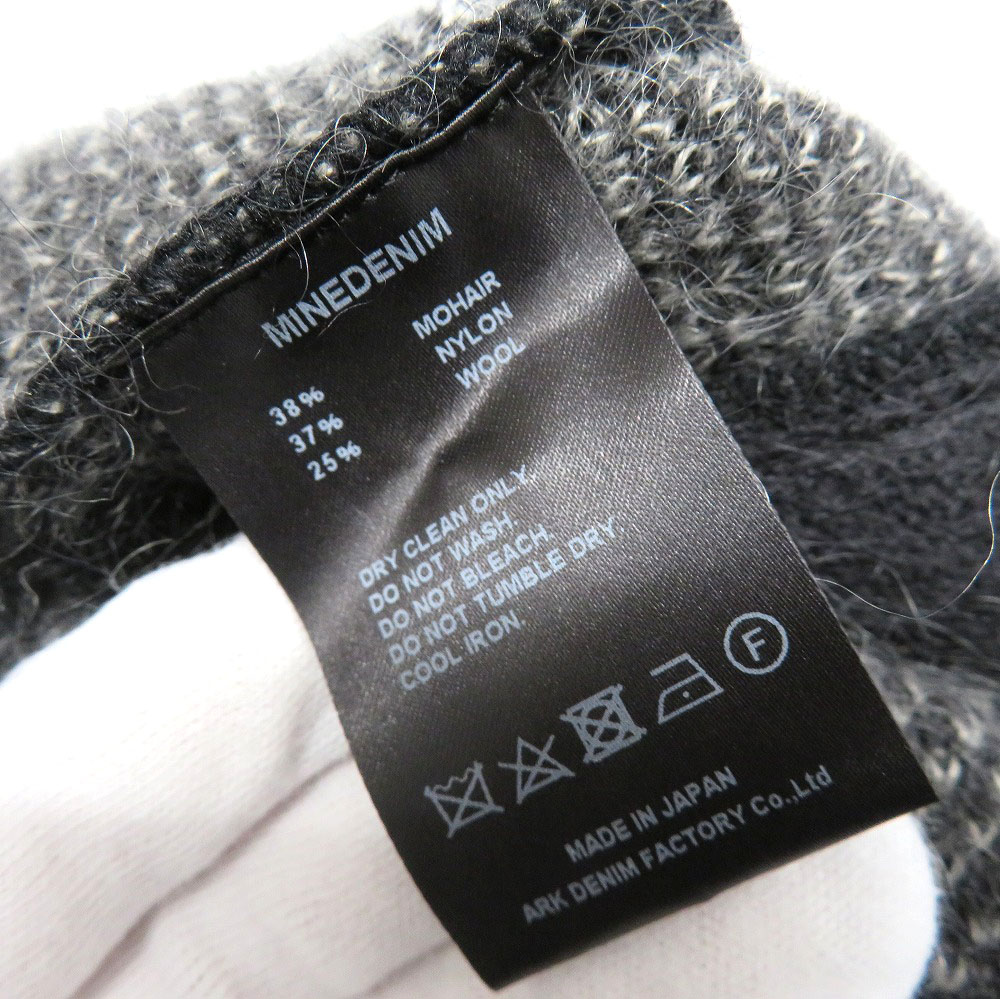 MINEDENIM
38% MOHAIR
37% NYLON
25% WOOL
DRY CLEAN ONLY.
DO NOT WASH.
DO NOT BLEACH.
DO NOT TUMBLE DRY.
COOL IRON.
F
MADE IN JAPAN
ARK DENIM FACTORY Co.,Ltd